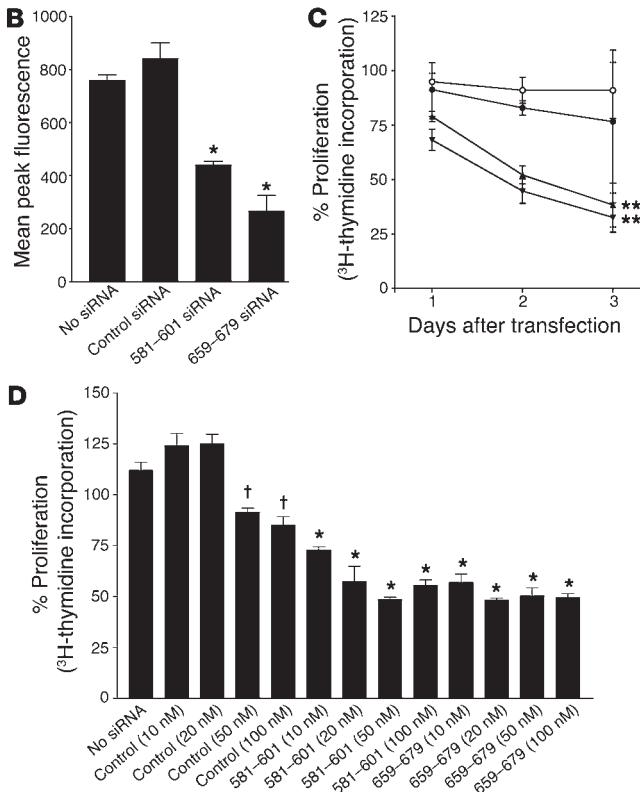 B
Mean peak fluorescence
1000
800
600
400
200
0
*
*
No siRNA
Control siRNA
581–601 siRNA
659–679 siRNA
C
% Proliferation
(³H-thymidine incorporation)
125
100
75
50
25
0
**
**
1
2
3
Days after transfection
D
% Proliferation
(³H-thymidine incorporation)
150
125
100
75
50
25
0
†
†
*
*
*
*
*
*
*
*
No siRNA
Control (10 nM)
Control (20 nM)
Control (50 nM)
Control (100 nM)
581–601 (10 nM)
581–601 (20 nM)
581–601 (50 nM)
581–601 (100 nM)
659–679 (10 nM)
659–679 (20 nM)
659–679 (50 nM)
659–679 (100 nM)